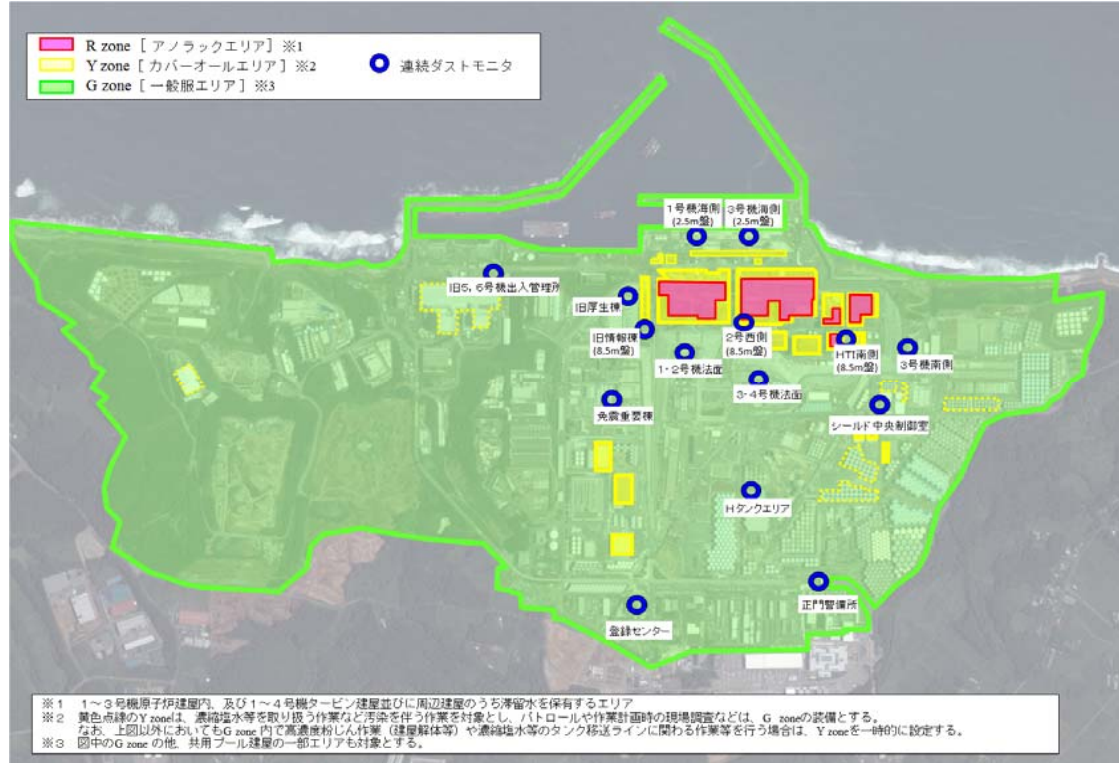 R zone [ アノラックエリア] ※1
Y zone [ カバーオールエリア] ※2
G zone [ 一般服エリア] ※3
連続ダストモニタ
1号機海側
(2.5m盤)
3号機海側
(2.5m盤)
旧5，6号機出入管理所
旧厚生棟
旧情報棟
(8.5m盤)
2号西側
(8.5m盤)
1・2号機法面
HTI南側
(8.5m盤)
3号機南側
3・4号機法面
免震重要棟
シールド中央制御室
Hタンクエリア
正門警備所
登録センター
※1 1～3号機原子炉建屋内、及び1～4号機タービン建屋並びに周辺建屋のうち滞留水を保有するエリア
※2 黄色点線のY zoneは、濃縮塩水等を取り扱う作業など汚染を伴う作業を対象とし、パトロールや作業計画時の現場調査などは、G zoneの装備とする。
なお、上図以外においてもG zone 内で高濃度粉じん作業（建屋解体等）や濃縮塩水等のタンク移送ラインに関わる作業等を行う場合は、Y zoneを一時的に設定する。
※3 図中のG zone の他、共用プール建屋の一部エリアも対象とする。